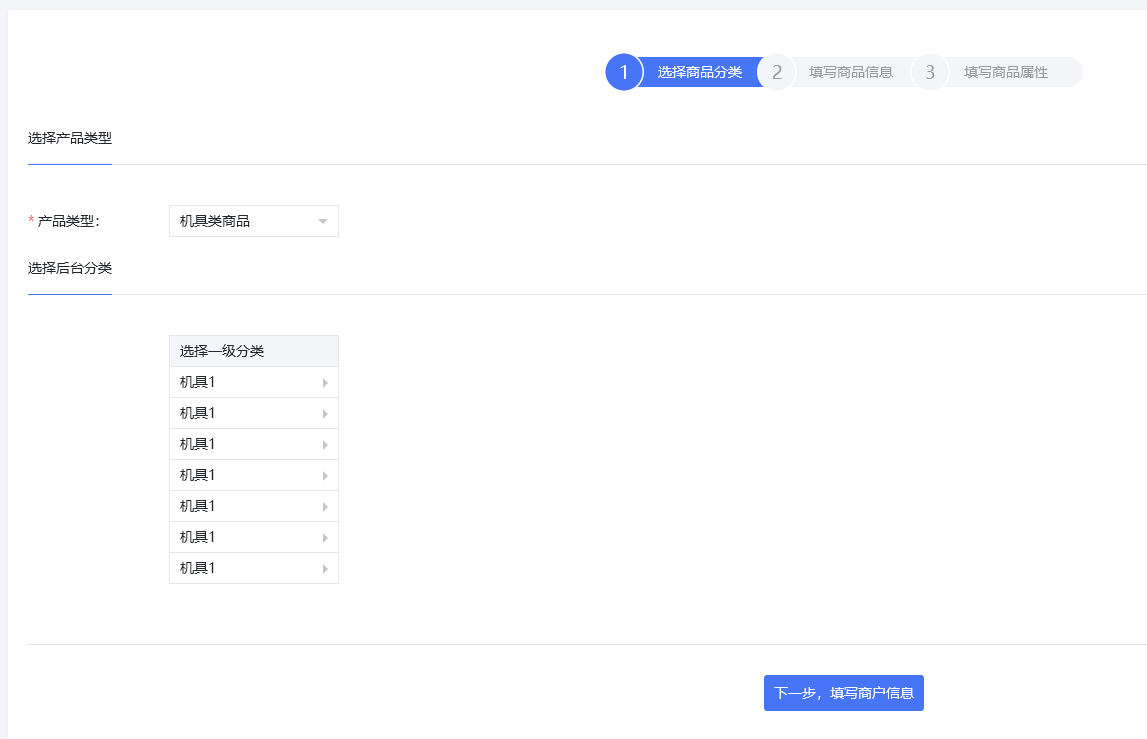 1 选择商品分类 2 填写商品信息 3 填写商品属性
选择产品类型
* 产品类型： 机具类商品
选择后台分类
选择一级分类
机具1
机具1
机具1
机具1
机具1
机具1
机具1
下一步，填写商户信息